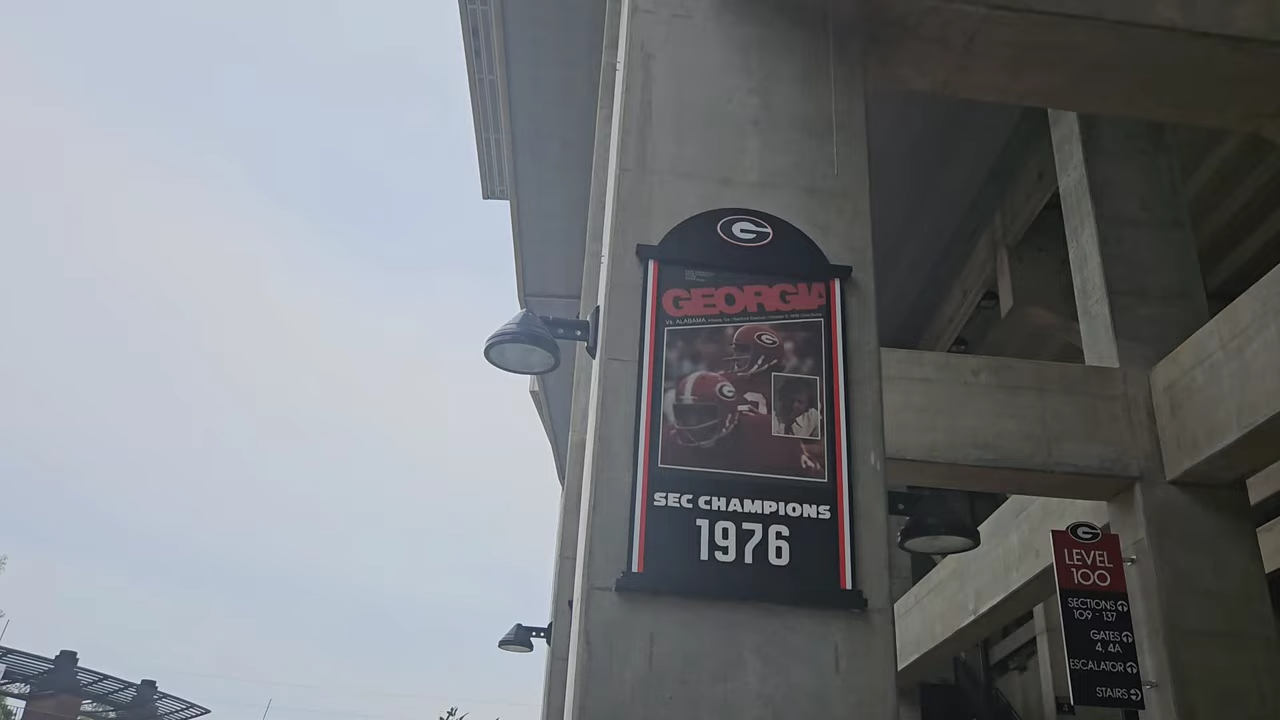 G
GEORGIA
Vs. ALABAMA
SEC CHAMPIONS
1976
G
LEVEL
100
SECTIONS
109 - 137
GATES
4, 4A
ESCALATOR
STAIRS